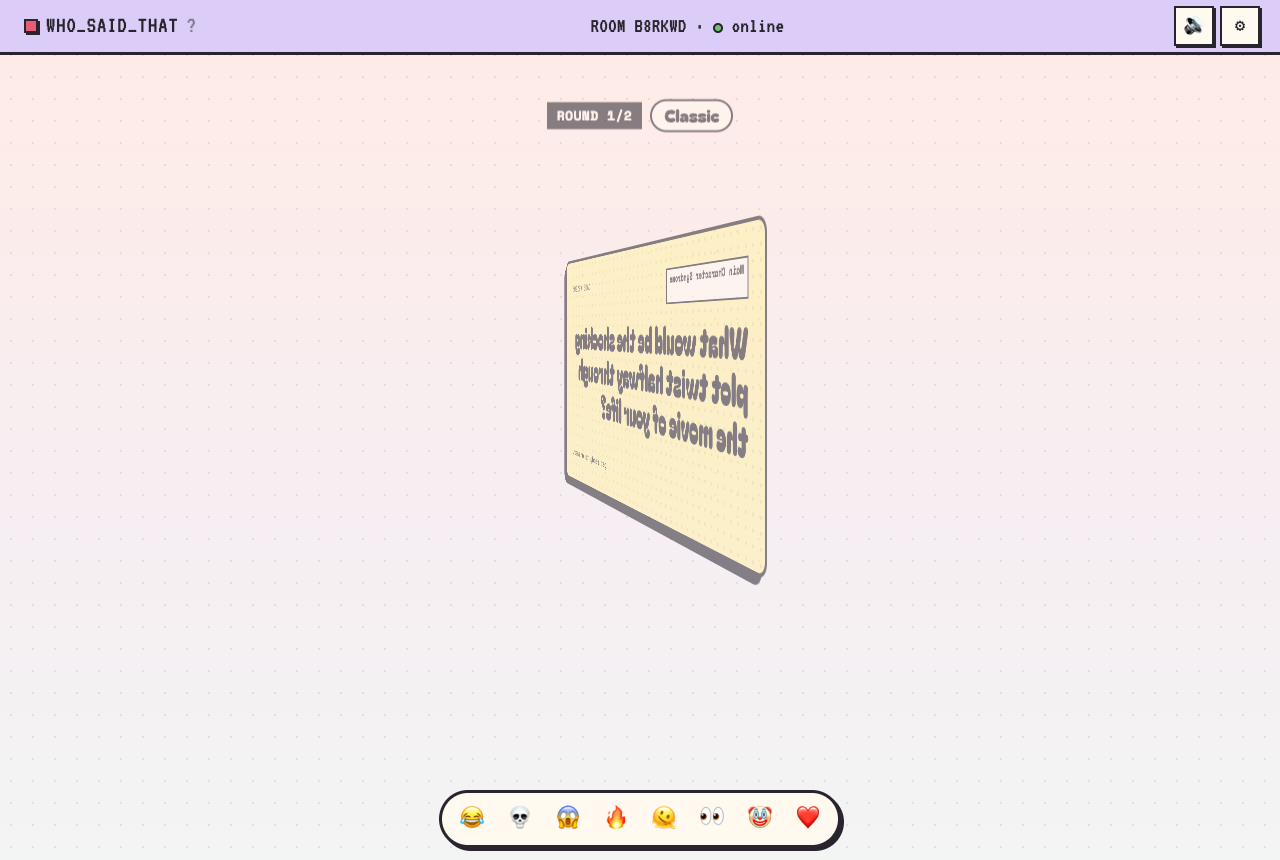 WHO_SAID_THAT ?
ROOM B8RKWD · online
ROUND 1/2
Classic
Main Character Syndrome
What would be the shocking
plot twist halfway through
the movie of your life?